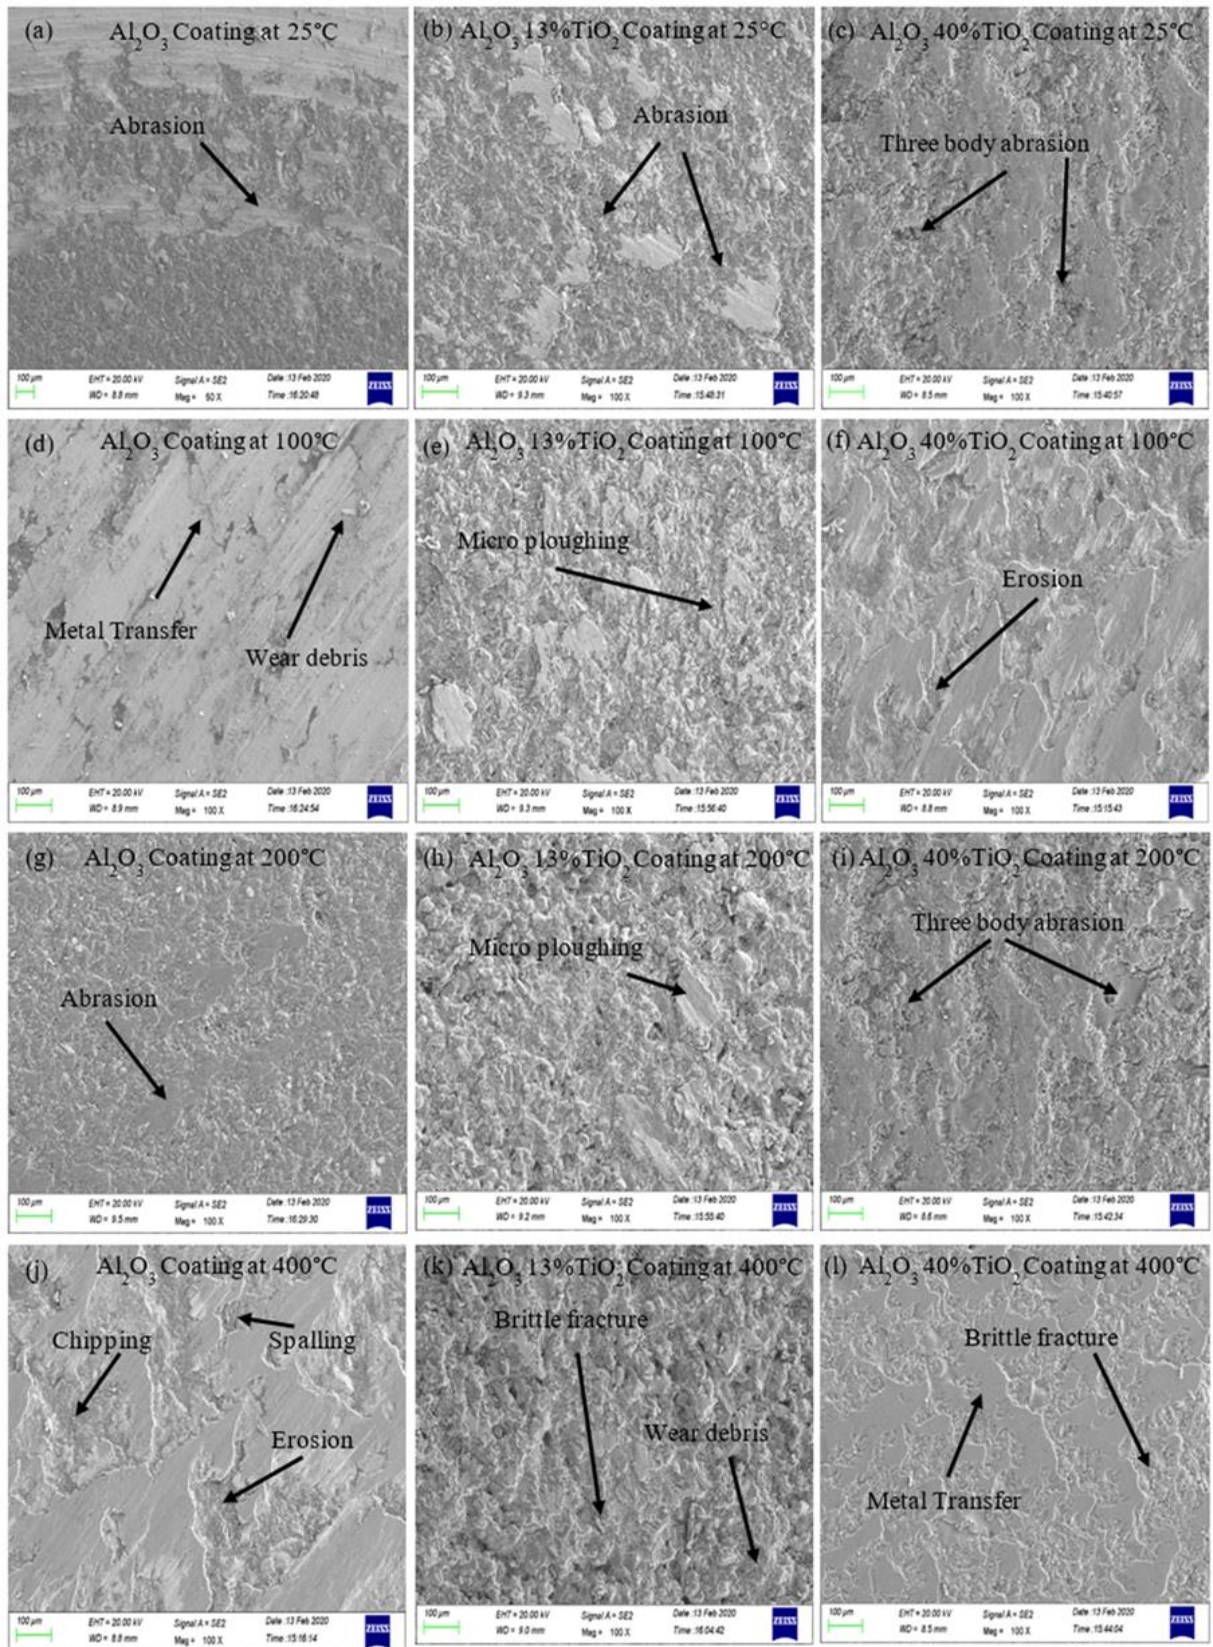 (a) Al₂O₃ Coating at 25°C
Abrasion
100 µm EHT = 20.00 kV Signal A = SE2 Date :13 Feb 2020
WD = 8.8 mm Mag = 50 X Time :16:20:48
ZEISS
(b) Al₂O₃ 13%TiO₂ Coating at 25°C
Abrasion
100 µm EHT = 20.00 kV Signal A = SE2 Date :13 Feb 2020
WD = 9.3 mm Mag = 100 X Time :15:48:31
ZEISS
(c) Al₂O₃ 40%TiO₂ Coating at 25°C
Three body abrasion
100 µm EHT = 20.00 kV Signal A = SE2 Date :13 Feb 2020
WD = 8.5 mm Mag = 100 X Time :15:40:57
ZEISS
(d) Al₂O₃ Coating at 100°C
Metal Transfer
Wear debris
100 µm EHT = 20.00 kV Signal A = SE2 Date :13 Feb 2020
WD = 8.9 mm Mag = 100 X Time :16:24:54
ZEISS
(e) Al₂O₃ 13%TiO₂ Coating at 100°C
Micro ploughing
100 µm EHT = 20.00 kV Signal A = SE2 Date :13 Feb 2020
WD = 9.3 mm Mag = 100 X Time :15:56:40
ZEISS
(f) Al₂O₃ 40%TiO₂ Coating at 100°C
Erosion
100 µm EHT = 20.00 kV Signal A = SE2 Date :13 Feb 2020
WD = 8.8 mm Mag = 100 X Time :15:15:43
ZEISS
(g) Al₂O₃ Coating at 200°C
Abrasion
100 µm EHT = 20.00 kV Signal A = SE2 Date :13 Feb 2020
WD = 9.5 mm Mag = 100 X Time :16:29:30
ZEISS
(h) Al₂O₃ 13%TiO₂ Coating at 200°C
Micro ploughing
100 µm EHT = 20.00 kV Signal A = SE2 Date :13 Feb 2020
WD = 9.2 mm Mag = 100 X Time :15:55:40
ZEISS
(i) Al₂O₃ 40%TiO₂ Coating at 200°C
Three body abrasion
100 µm EHT = 20.00 kV Signal A = SE2 Date :13 Feb 2020
WD = 8.6 mm Mag = 100 X Time :15:42:34
ZEISS
(j) Al₂O₃ Coating at 400°C
Chipping
Spalling
Erosion
100 µm EHT = 20.00 kV Signal A = SE2 Date :13 Feb 2020
WD = 8.8 mm Mag = 100 X Time :15:16:14
ZEISS
(k) Al₂O₃ 13%TiO₂ Coating at 400°C
Brittle fracture
Wear debris
100 µm EHT = 20.00 kV Signal A = SE2 Date :13 Feb 2020
WD = 9.0 mm Mag = 100 X Time :16:04:42
ZEISS
(l) Al₂O₃ 40%TiO₂ Coating at 400°C
Brittle fracture
Metal Transfer
100 µm EHT = 20.00 kV Signal A = SE2 Date :13 Feb 2020
WD = 8.5 mm Mag = 100 X Time :15:44:04
ZEISS